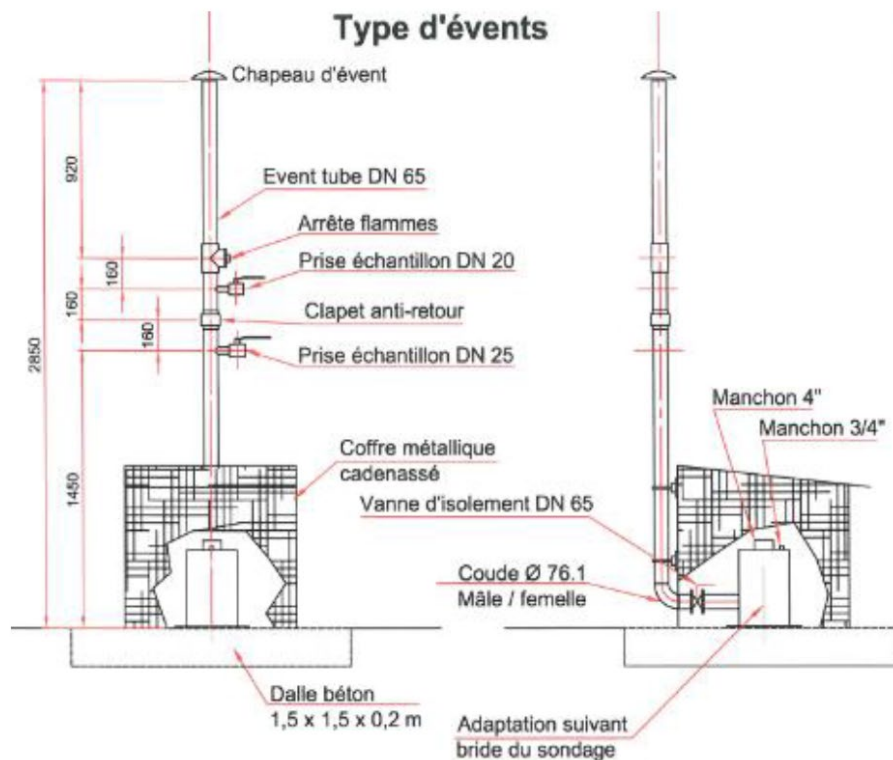 Type d'évents
Chapeau d'évent
920
Event tube DN 65
Arrête flammes
160
Prise échantillon DN 20
160
Clapet anti-retour
160
2850
Prise échantillon DN 25
Manchon 4"
Manchon 3/4"
Coffre métallique
cadenassé
1450
Vanne d'isolement DN 65
Coude Ø 76.1
Mâle / femelle
Dalle béton
1,5 x 1,5 x 0,2 m
Adaptation suivant
bride du sondage